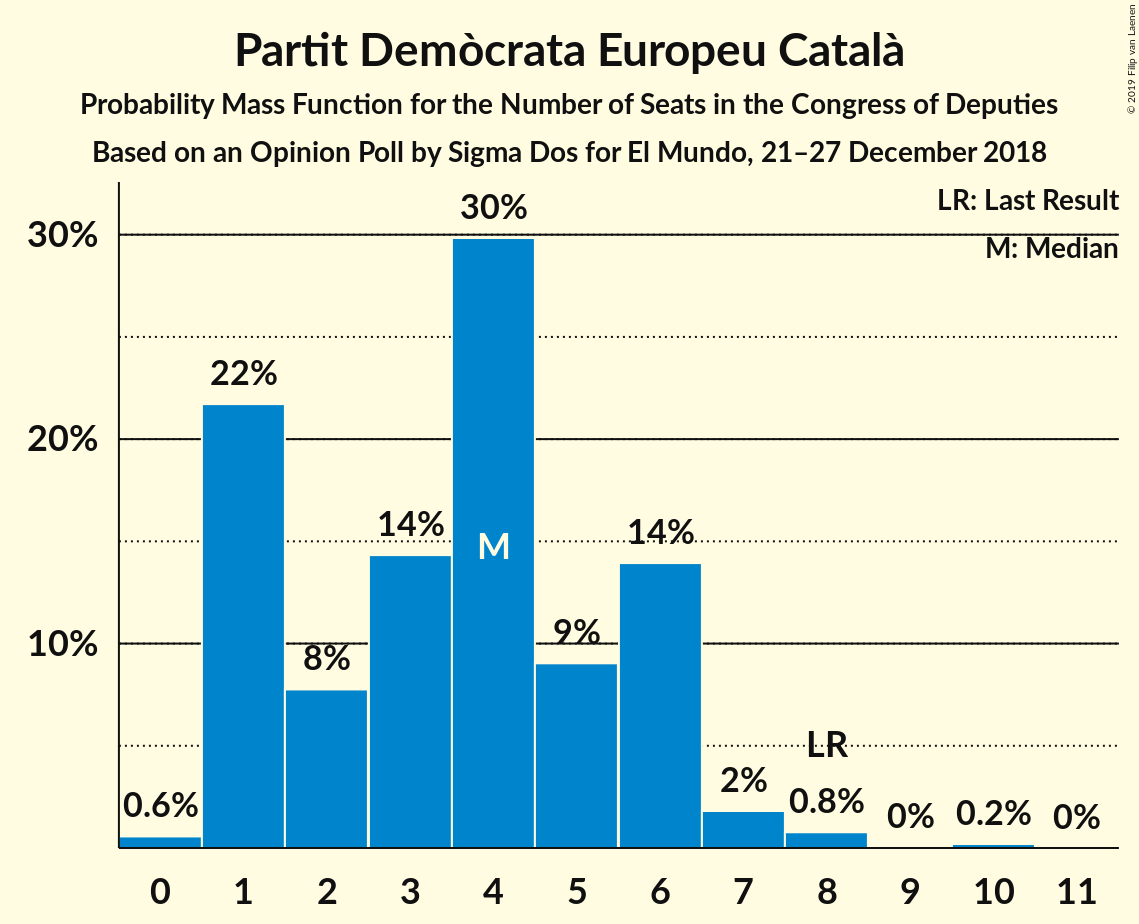 Partit Demòcrata Europeu Català
Probability Mass Function for the Number of Seats in the Congress of Deputies
Based on an Opinion Poll by Sigma Dos for El Mundo, 21–27 December 2018
© 2019 Filip van Laenen
LR: Last Result
M: Median
30%
20%
10%
0.6%
22%
8%
14%
30%
M
9%
14%
2%
LR
0.8%
0%
0.2%
0%
0 1 2 3 4 5 6 7 8 9 10 11